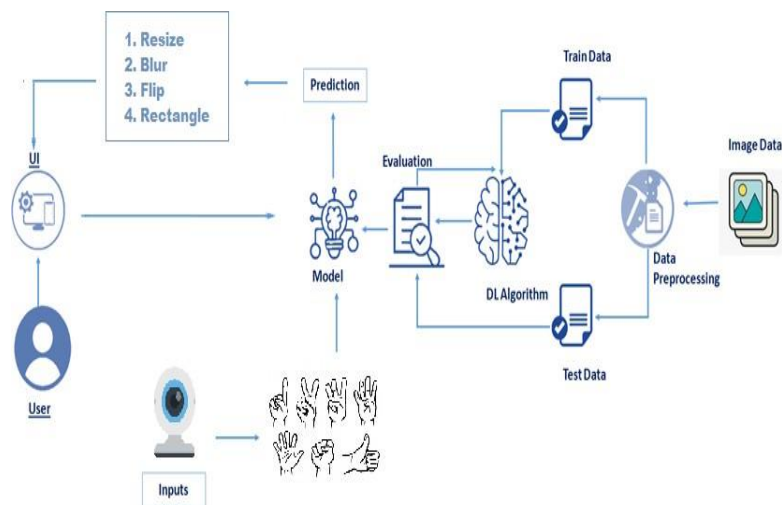 1. Resize
2. Blur
3. Flip
4. Rectangle
Prediction
Train Data
UI
Evaluation
Image Data
Model
DL Algorithm
Data
Preprocessing
User
Test Data
Inputs